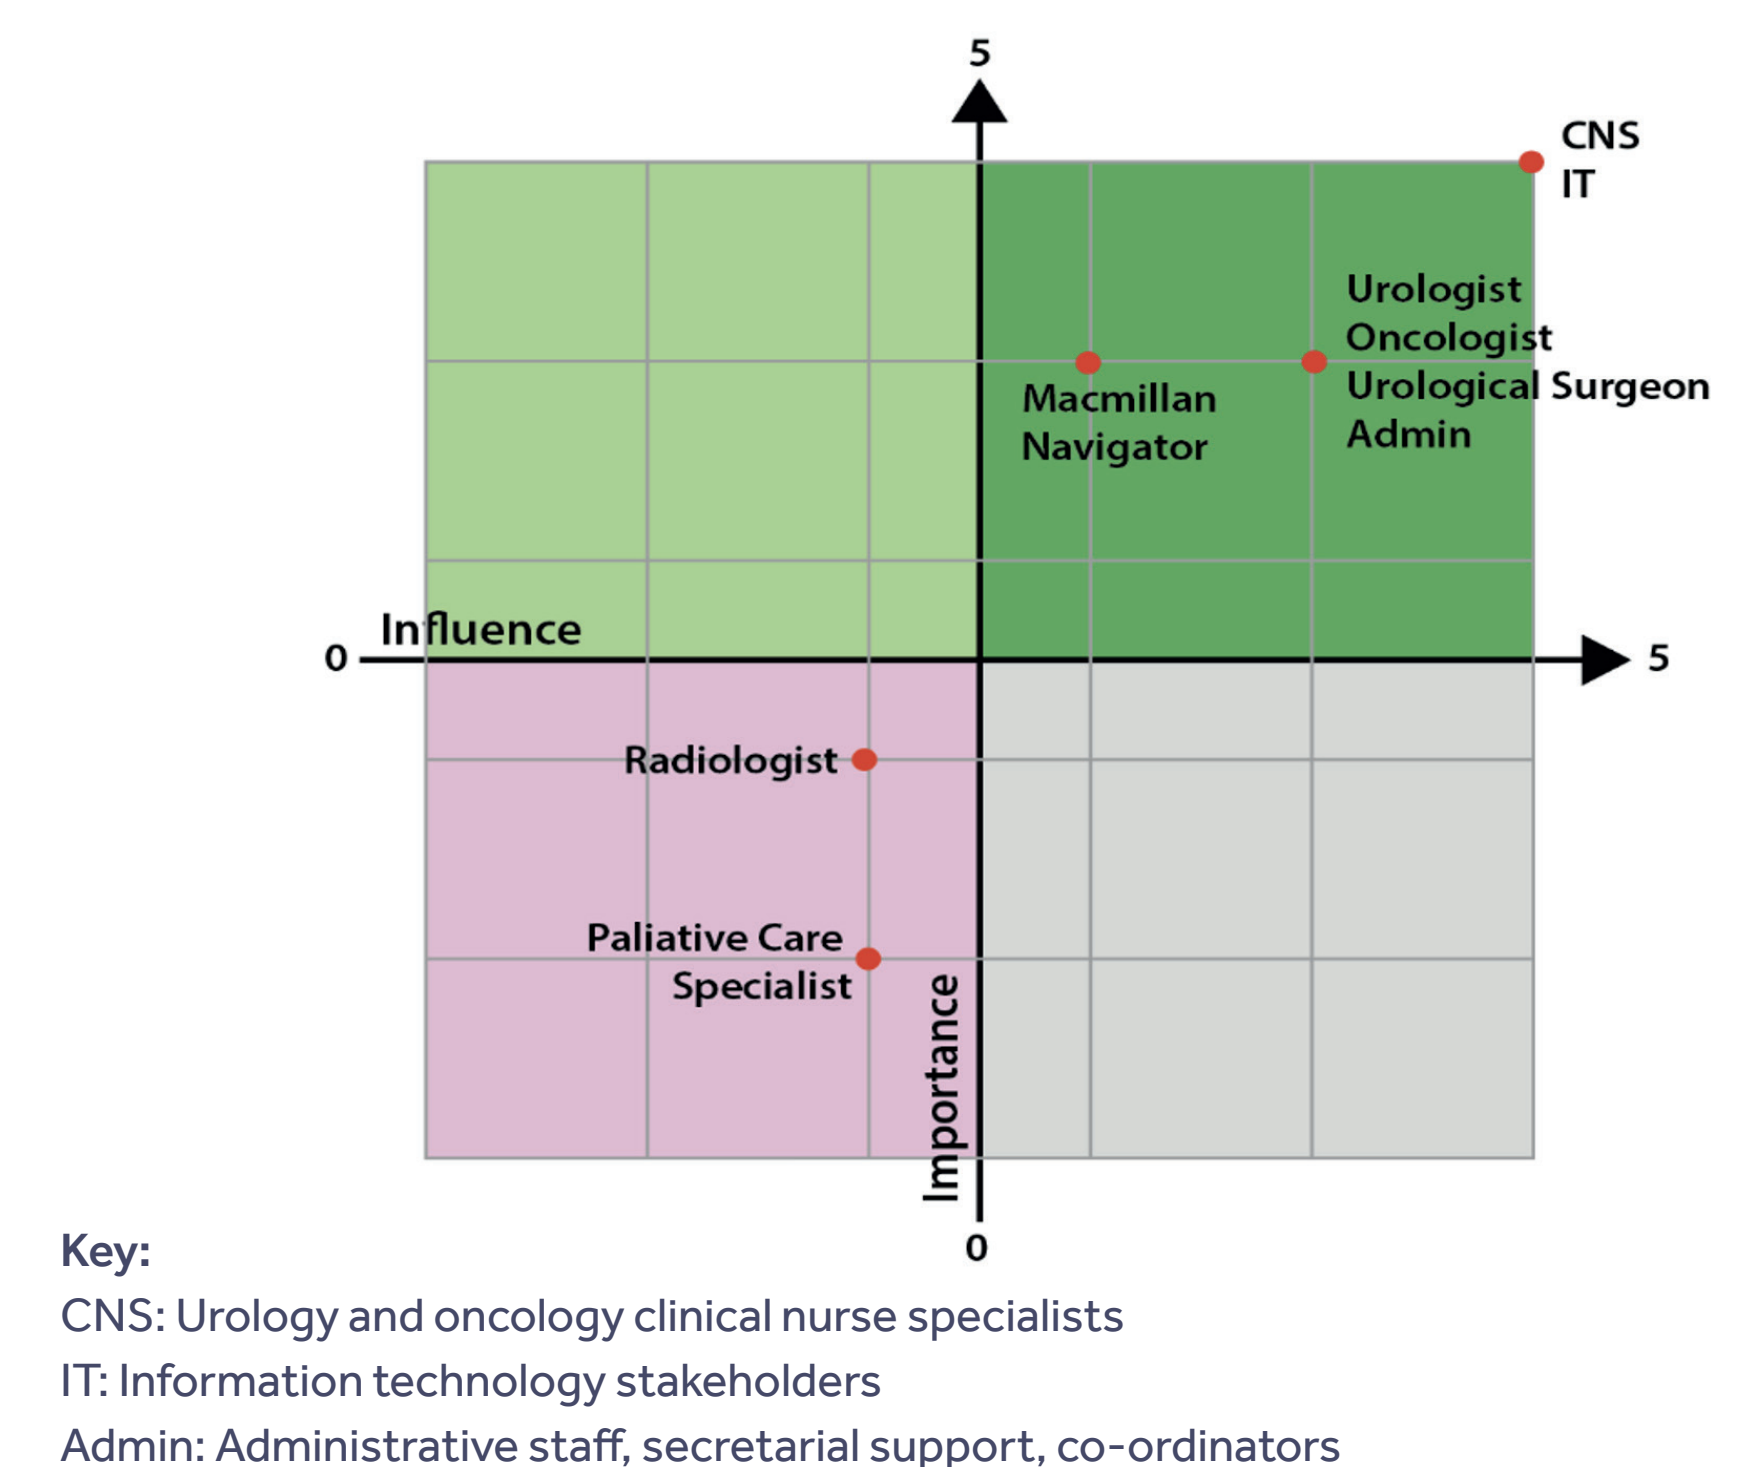 5
CNS
IT
Urologist
Oncologist
Urological Surgeon
Admin
Macmillan
Navigator
Influence
0
5
Radiologist
Paliative Care
Specialist
Importance
0
Key:
CNS: Urology and oncology clinical nurse specialists
IT: Information technology stakeholders
Admin: Administrative staff, secretarial support, co-ordinators